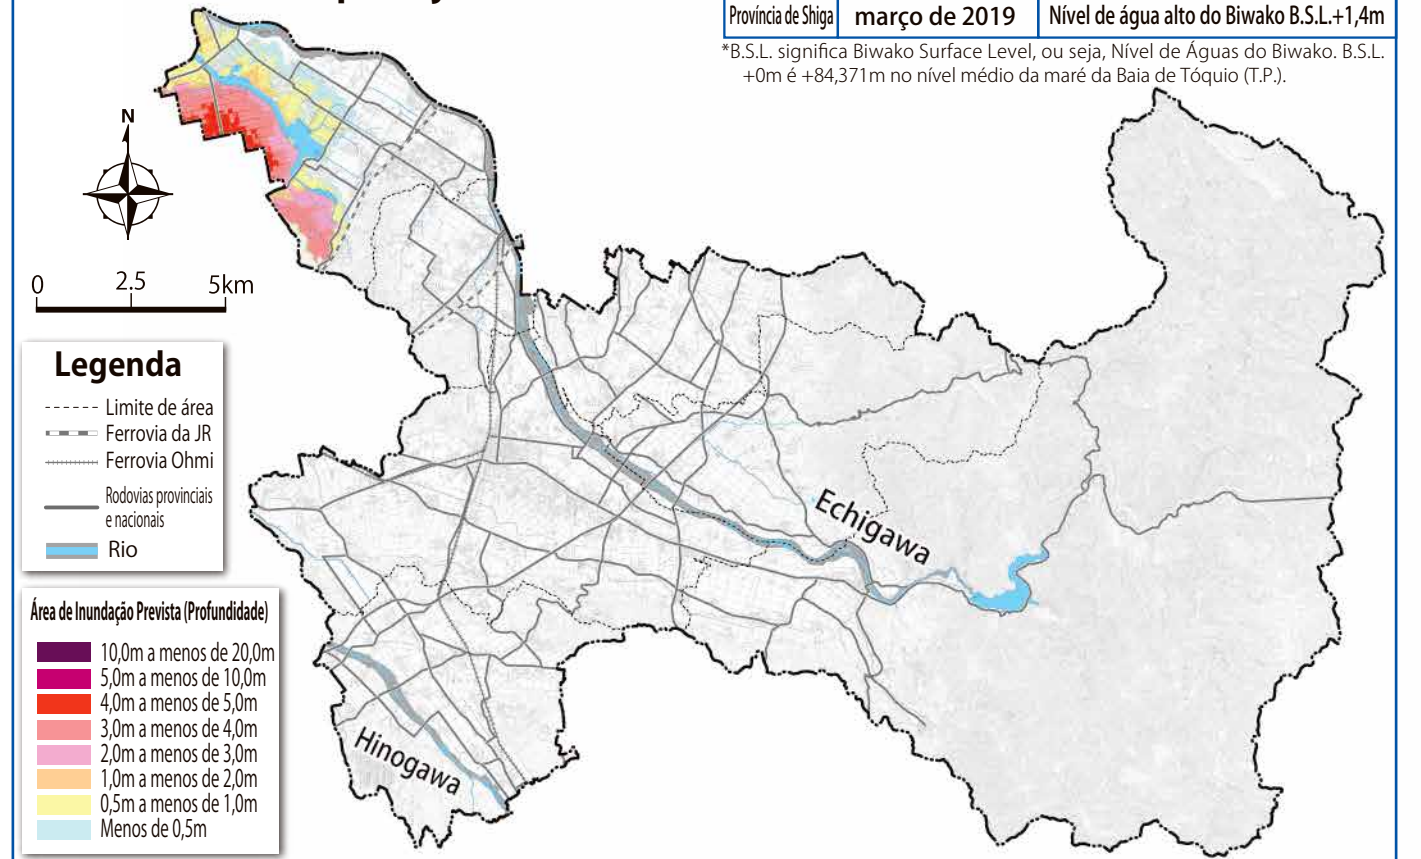 Província de Shiga
março de 2019
Nível de água alto do Biwako B.S.L.+1,4m
*B.S.L. significa Biwako Surface Level, ou seja, Nível de Águas do Biwako. B.S.L.
+0m é +84,371m no nível médio da maré da Baia de Tóquio (T.P.).
N
0 2.5 5km
Legenda
Limite de área
Ferrovia da JR
Ferrovia Ohmi
Rodovias provinciais
e nacionais
Rio
Área de Inundação Prevista (Profundidade)
10,0m a menos de 20,0m
5,0m a menos de 10,0m
4,0m a menos de 5,0m
3,0m a menos de 4,0m
2,0m a menos de 3,0m
1,0m a menos de 2,0m
0,5m a menos de 1,0m
Menos de 0,5m
Echigawa
Hinogawa